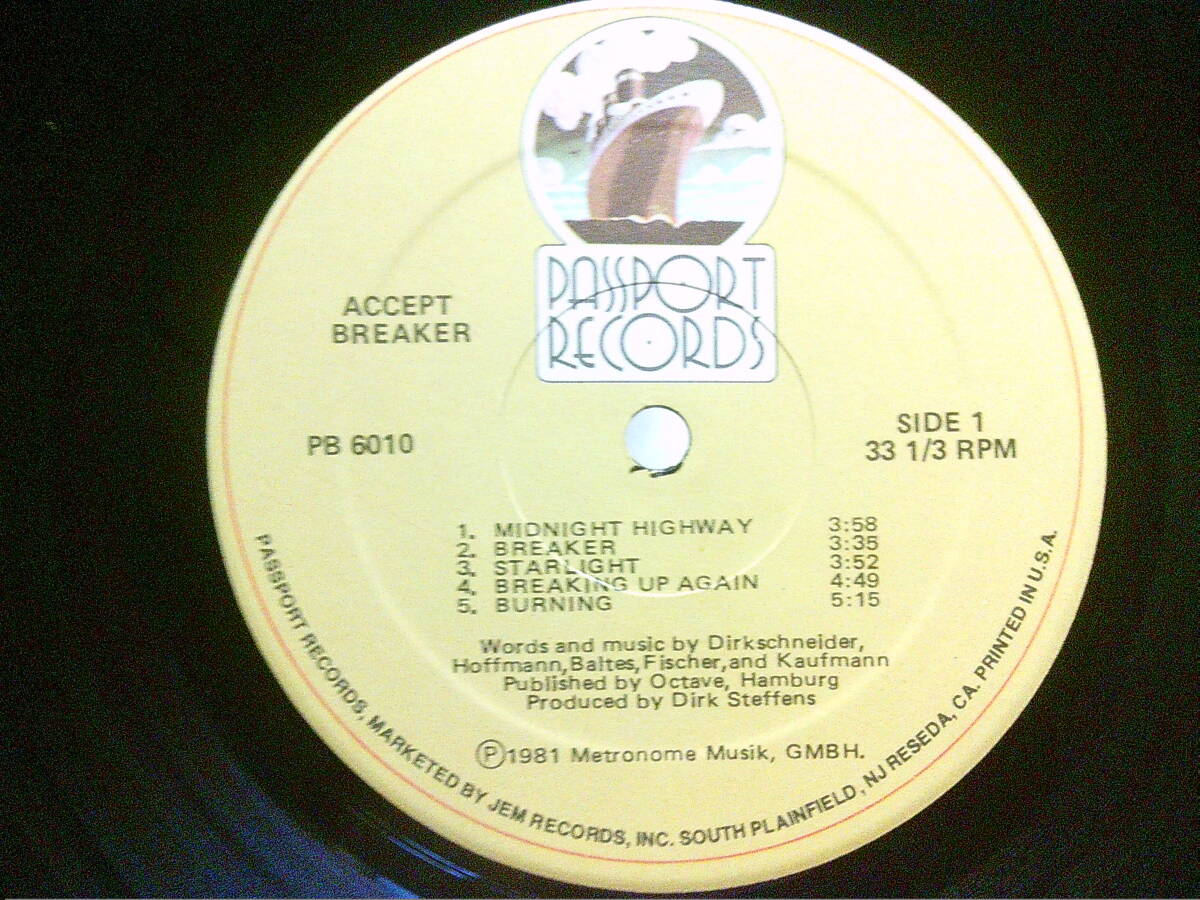 PASSPORT
RECORDS
ACCEPT
BREAKER
PB 6010
SIDE 1
33 1/3 RPM
1. MIDNIGHT HIGHWAY 3:58
2. BREAKER 3:35
3. STARLIGHT 3:52
4. BREAKING UP AGAIN 4:49
5. BURNING 5:15
Words and music by Dirkschneider,
Hoffmann, Baltes, Fischer, and Kaufmann
Published by Octave, Hamburg
Produced by Dirk Steffens
Ⓟ1981 Metronome Musik, GMBH.
PASSPORT RECORDS, MARKETED BY JEM RECORDS, INC. SOUTH PLAINFIELD, NJ RESEDA, CA. PRINTED IN U.S.A.